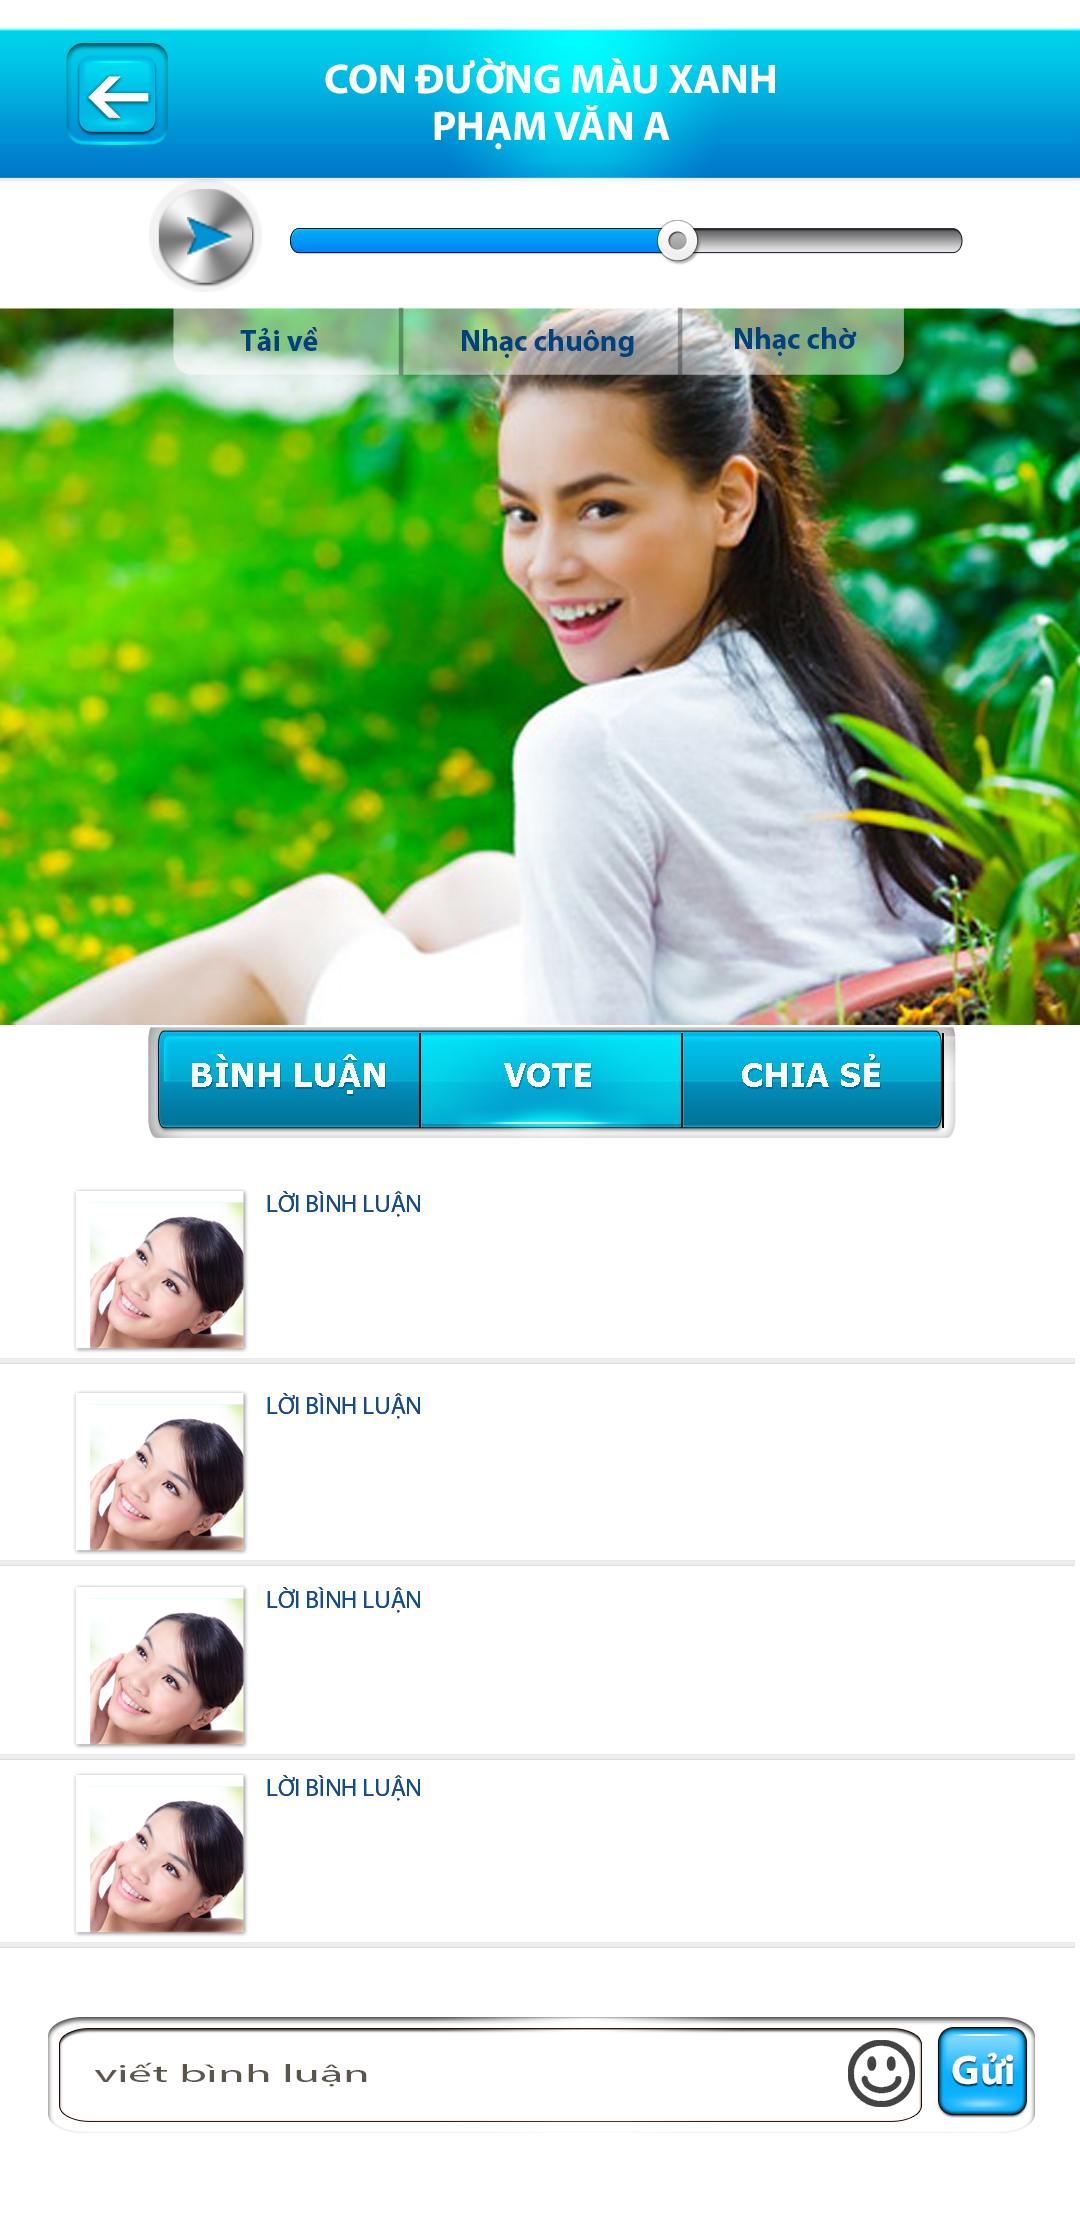 CON ĐƯỜNG MÀU XANH
PHẠM VĂN A
Tải về
Nhạc chuông
Nhạc chờ
BÌNH LUẬN
VOTE
CHIA SẺ
LỜI BÌNH LUẬN
LỜI BÌNH LUẬN
LỜI BÌNH LUẬN
LỜI BÌNH LUẬN
viết bình luận
Gửi